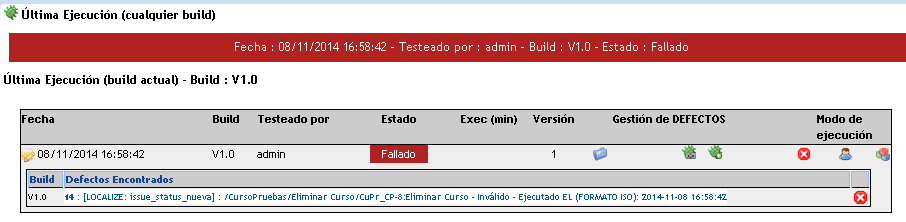 Última Ejecución (cualquier build)
Fecha : 08/11/2014 16:58:42 - Testeado por : admin - Build : V1.0 - Estado : Fallado
Última Ejecución (build actual) - Build : V1.0
Fecha Build Testeado por Estado Exec (min) Versión Gestión de DEFECTOS Modo de ejecución
08/11/2014 16:58:42 V1.0 admin Fallado 1
Build Defectos Encontrados
V1.0 14 : [LOCALIZE: issue_status_nueva] : /CursoPruebas/Eliminar Curso/CuPr_CP-8:Eliminar Curso - Inválido - Ejecutado EL (FORMATO ISO): 2014-11-08 16:58:42